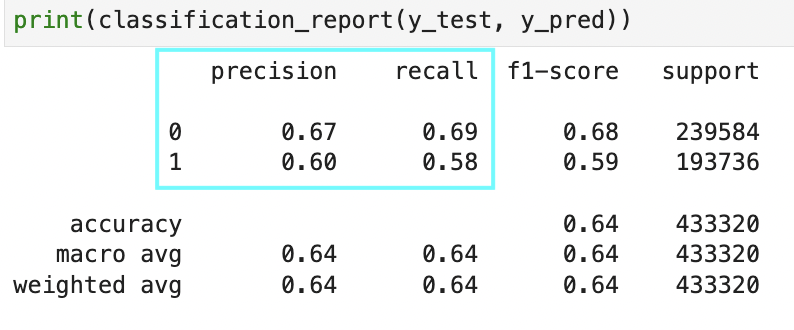 print(classification_report(y_test, y_pred))
precision recall f1-score support
0 0.67 0.69 0.68 239584
1 0.60 0.58 0.59 193736
accuracy 0.64 433320
macro avg 0.64 0.64 0.64 433320
weighted avg 0.64 0.64 0.64 433320